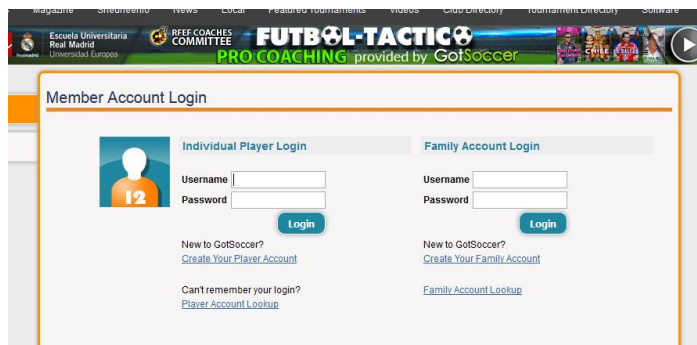 Magazine News Local Featured Tournaments Videos Club Directory Tournament Directory Software
Escuela Universitaria
Real Madrid
Universidad Europea
RFEF COACHES
COMMITTEE
FUTBOL-TACTICO
PRO COACHING provided by GotSoccer
CHILE
Member Account Login
Individual Player Login
Family Account Login
12
Username
Username
Password
Password
Login
Login
New to GotSoccer?
New to GotSoccer?
Create Your Player Account
Create Your Family Account
Can't remember your login?
Player Account Lookup
Family Account Lookup